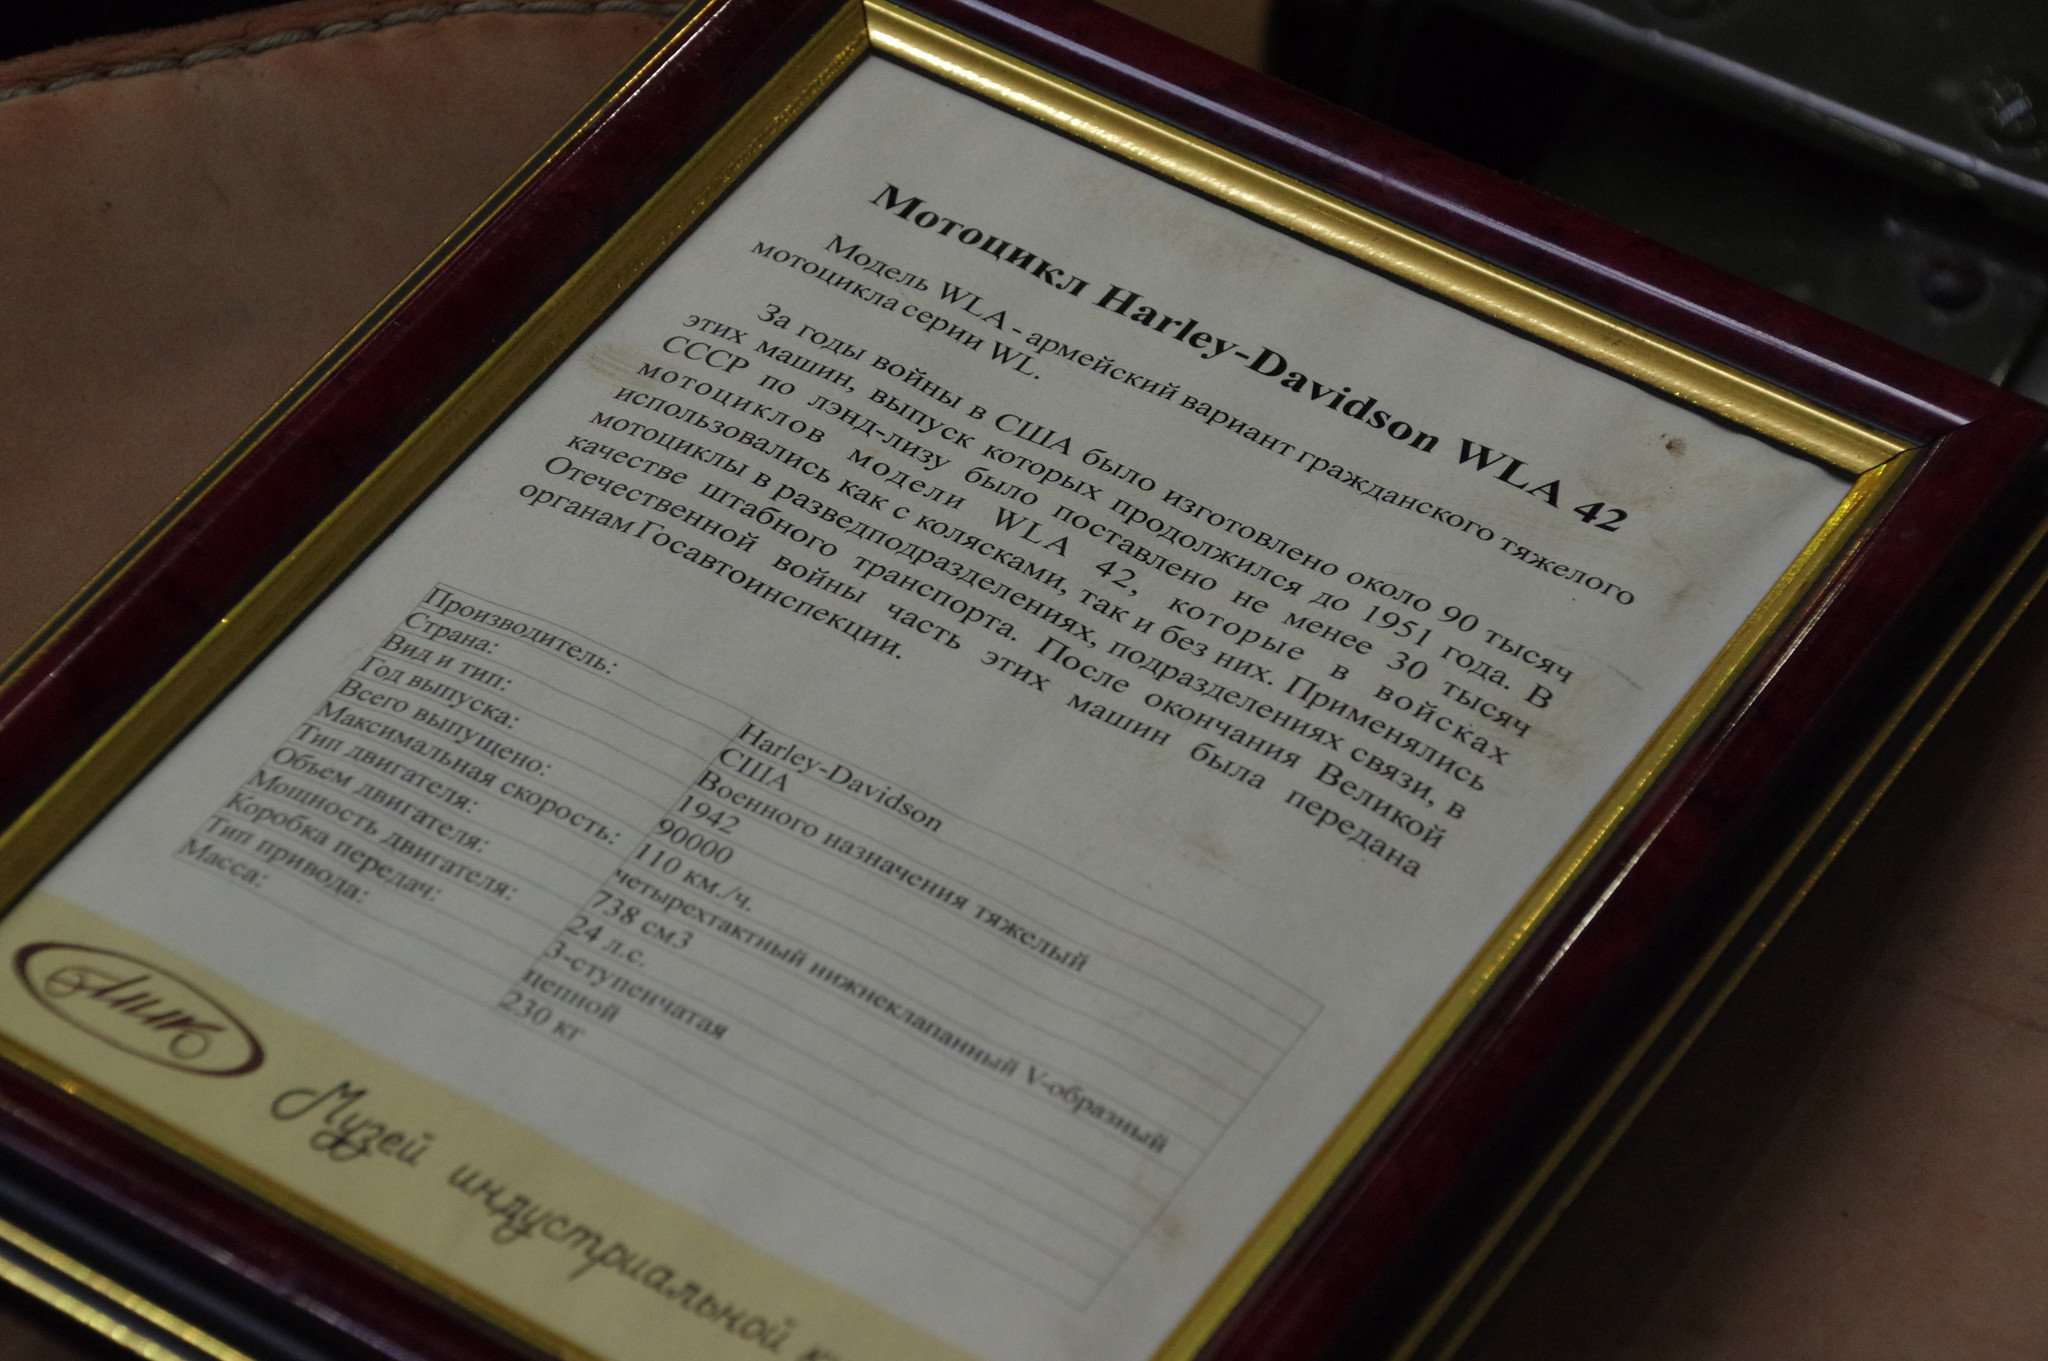 Мотоцикл Harley-Davidson WLA 42
Модель WLA - армейский вариант гражданского тяжелого
мотоцикла серии WL.
За годы войны в США было изготовлено около 90 тысяч
этих машин, выпуск которых продолжился до 1951 года. В
СССР по лэнд-лизу было поставлено не менее 30 тысяч
мотоциклов модели WLA 42, которые в войсках
использовались как с колясками, так и без них. Применялись
мотоциклы в разведподразделениях, подразделениях связи, в
качестве штабного транспорта. После окончания Великой
Отечественной войны часть этих машин была передана
органам Госавтоинспекции.
Производитель: Harley-Davidson
Страна: США
Вид и тип: Военного назначения тяжелый
Год выпуска: 1942
Всего выпущено: 90000
Максимальная скорость: 110 км./ч.
Тип двигателя: четырехтактный нижнеклапанный V-образный
Объем двигателя: 738 см3
Мощность двигателя: 24 л.с.
Коробка передач: 3-ступенчатая
Тип привода: цепной
Масса: 230 кг
Музей индустриальной